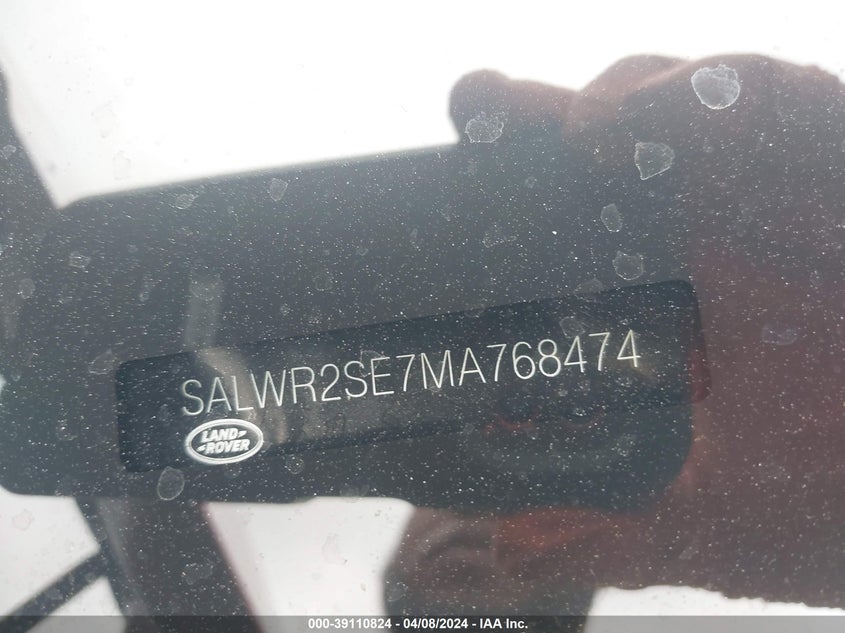 SALWR2SE7MA768474
LAND-
-ROVER
000-39110824 - 04/08/2024 - IAA Inc.